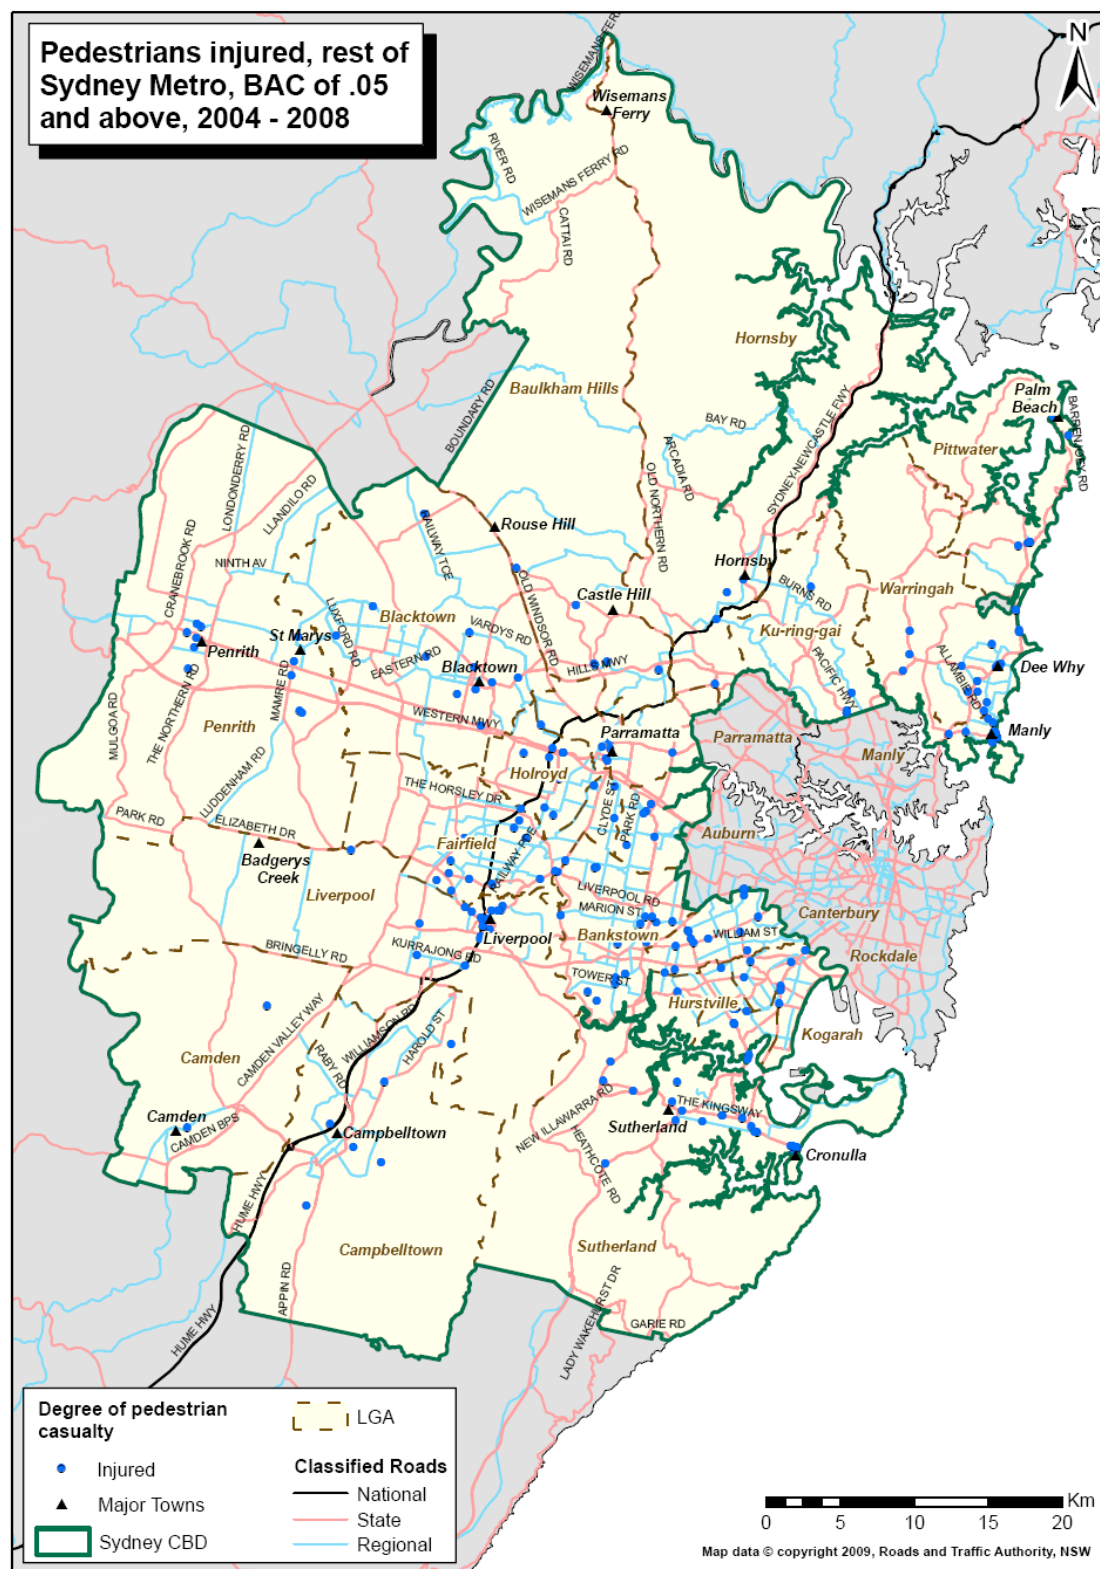 Pedestrians injured, rest of
Sydney Metro, BAC of .05
and above, 2004 - 2008
N
WISEMANS FERRY
Wisemans
Ferry
RIVER RD
WISEMANS FERRY RD
CATTAI RD
Hornsby
Baulkham Hills
BOUNDARY RD
BAY RD
ARCADIA RD
OLD NORTHERN RD
SYDNEY-NEWCASTLE FWY
Palm
Beach
BARRENJOEY RD
Pittwater
LONDONDERRY RD
LLANDILO RD
RAILWAY TCE
Rouse Hill
CRANEBROOK RD
NINTH AV
Hornsby
BURNS RD
Warringah
OLD WINDSOR RD
Castle Hill
LUXFORD RD
Blacktown
VARDYS RD
Ku-ring-gai
St Marys
Penrith
EASTERN RD
Blacktown
HILLS MWY
PACIFIC HWY
ALLAMBIE RD
Dee Why
MULGOA RD
THE NORTHERN RD
MAMRE RD
Penrith
WESTERN MWY
Parramatta
Parramatta
Manly
Manly
LUDDENHAM RD
Holroyd
THE HORSLEY DR
CLYDE ST
PARK RD
PARK RD
ELIZABETH DR
Badgerys
Creek
Fairfield
RAILWAY PDE
Auburn
Liverpool
LIVERPOOL RD
MARION ST
Canterbury
Liverpool
Bankstown
WILLIAM ST
BRINGELLY RD
KURRAJONG RD
Rockdale
TOWER ST
Hurstville
Kogarah
CAMDEN VALLEY WAY
WILLIAMSON RD
HAROLD ST
Camden
RABY RD
Camden
CAMDEN BPS
Campbelltown
NEW ILLAWARRA RD
THE KINGSWAY
Sutherland
HEATHCOTE RD
Cronulla
HUME HWY
Campbelltown
Sutherland
APPIN RD
HUME HWY
LADY WAKEHURST DR
GARIE RD
Degree of pedestrian
casualty
Injured
Major Towns
Sydney CBD
LGA
Classified Roads
National
State
Regional
Km
0 5 10 15 20
Map data © copyright 2009, Roads and Traffic Authority, NSW